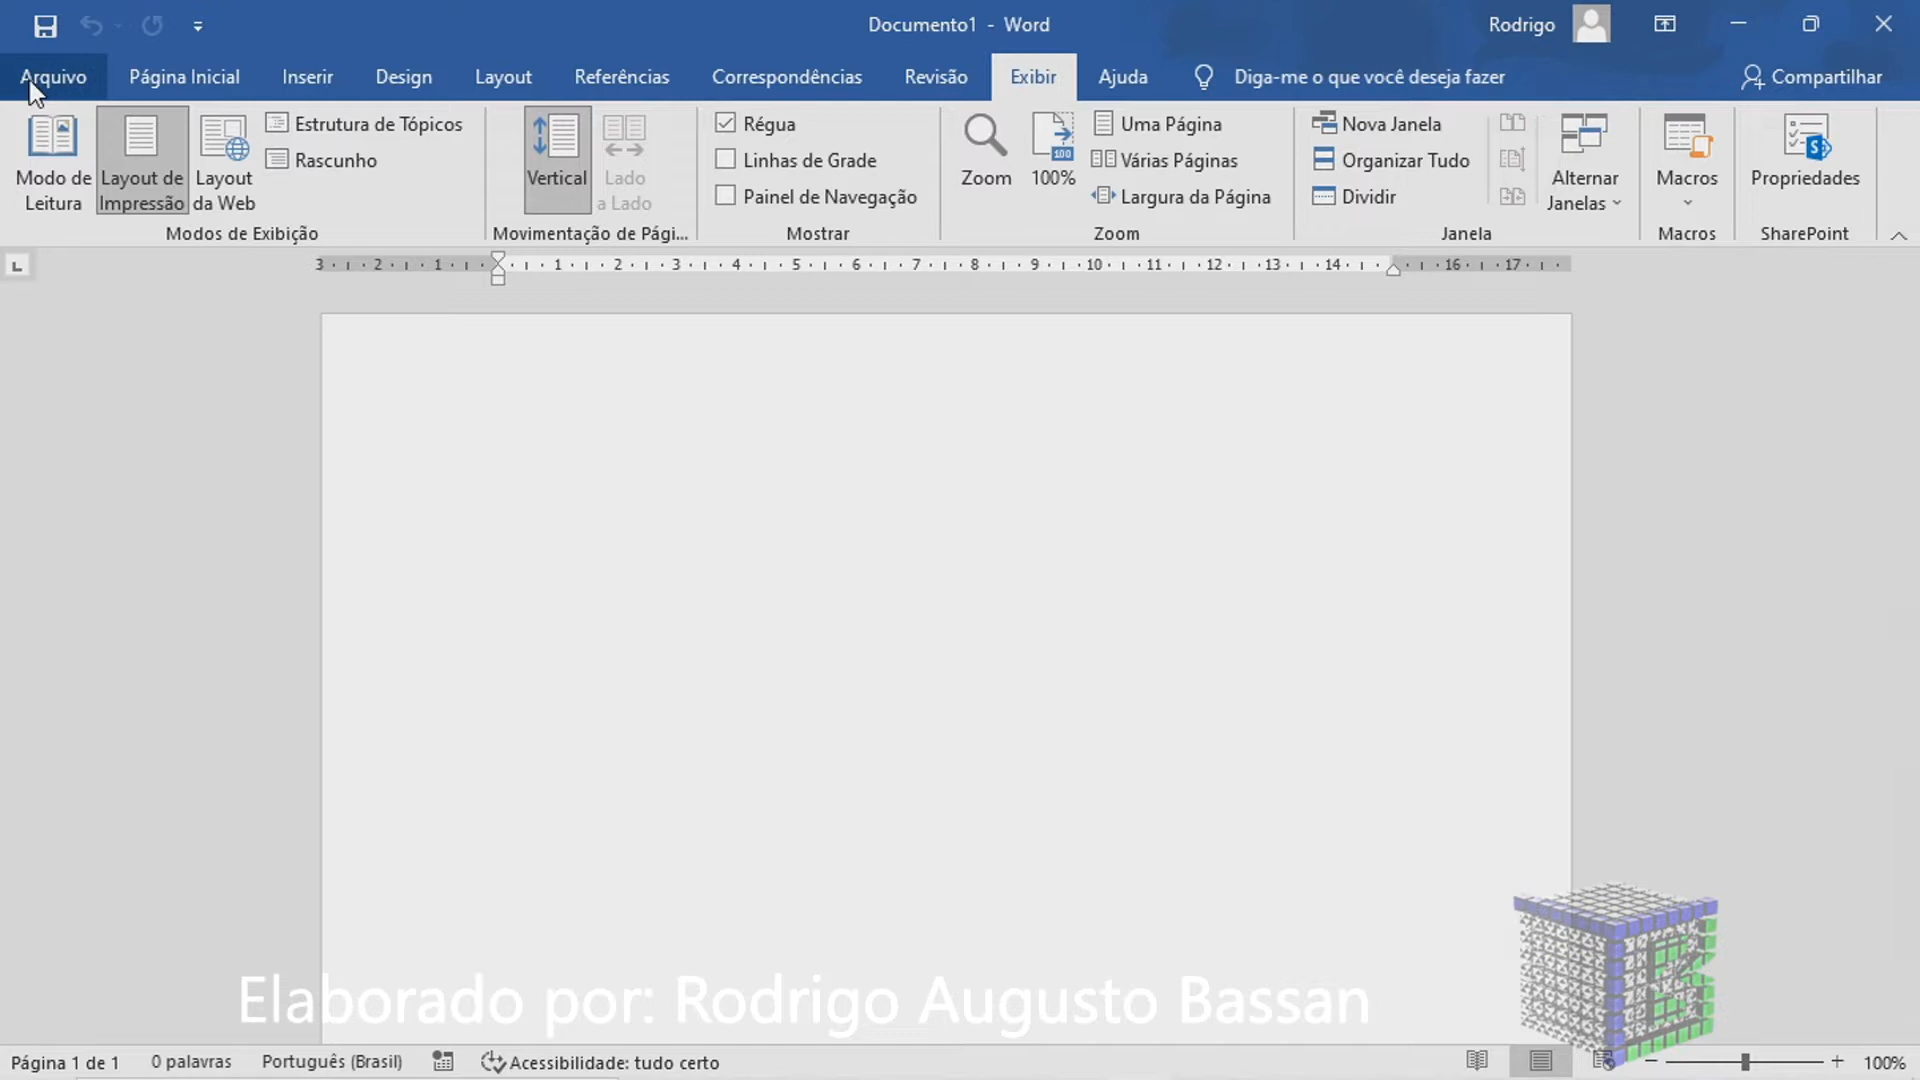 Documento1 - Word
Rodrigo
Arquivo Página Inicial Inserir Design Layout Referências Correspondências Revisão Exibir Ajuda Diga-me o que você deseja fazer Compartilhar
Modo de Leitura
Layout de Impressão
Layout da Web
Estrutura de Tópicos
Rascunho
Modos de Exibição
Vertical
Lado a Lado
Movimentação de Pági...
Régua
Linhas de Grade
Painel de Navegação
Mostrar
Zoom
100
100%
Uma Página
Várias Páginas
Largura da Página
Zoom
Nova Janela
Organizar Tudo
Dividir
Alternar Janelas
Janela
Macros
Macros
S
Propriedades
SharePoint
L
3 2 1 1 2 3 4 5 6 7 8 9 10 11 12 13 14 16 17
Elaborado por: Rodrigo Augusto Bassan
B
Página 1 de 1 0 palavras Português (Brasil) Acessibilidade: tudo certo 100%